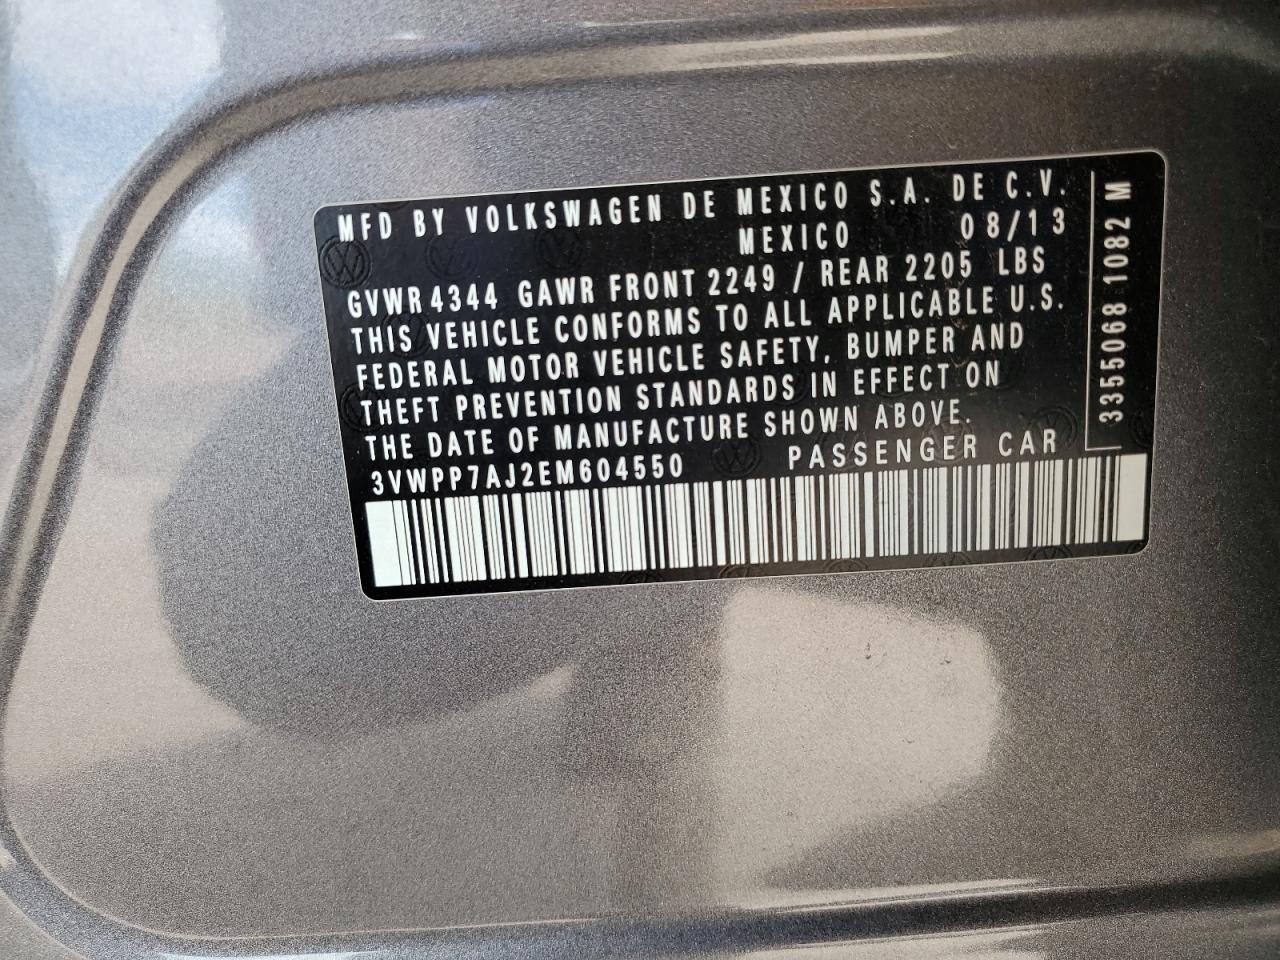 MFD BY VOLKSWAGEN DE MEXICO S.A. DE C.V.
MEXICO 08/13
GVWR 4344 GAWR FRONT 2249 / REAR 2205 LBS
THIS VEHICLE CONFORMS TO ALL APPLICABLE U.S.
FEDERAL MOTOR VEHICLE SAFETY, BUMPER AND
THEFT PREVENTION STANDARDS IN EFFECT ON
THE DATE OF MANUFACTURE SHOWN ABOVE.
3VWPP7AJ2EM604550 PASSENGER CAR
3355068 1082 M